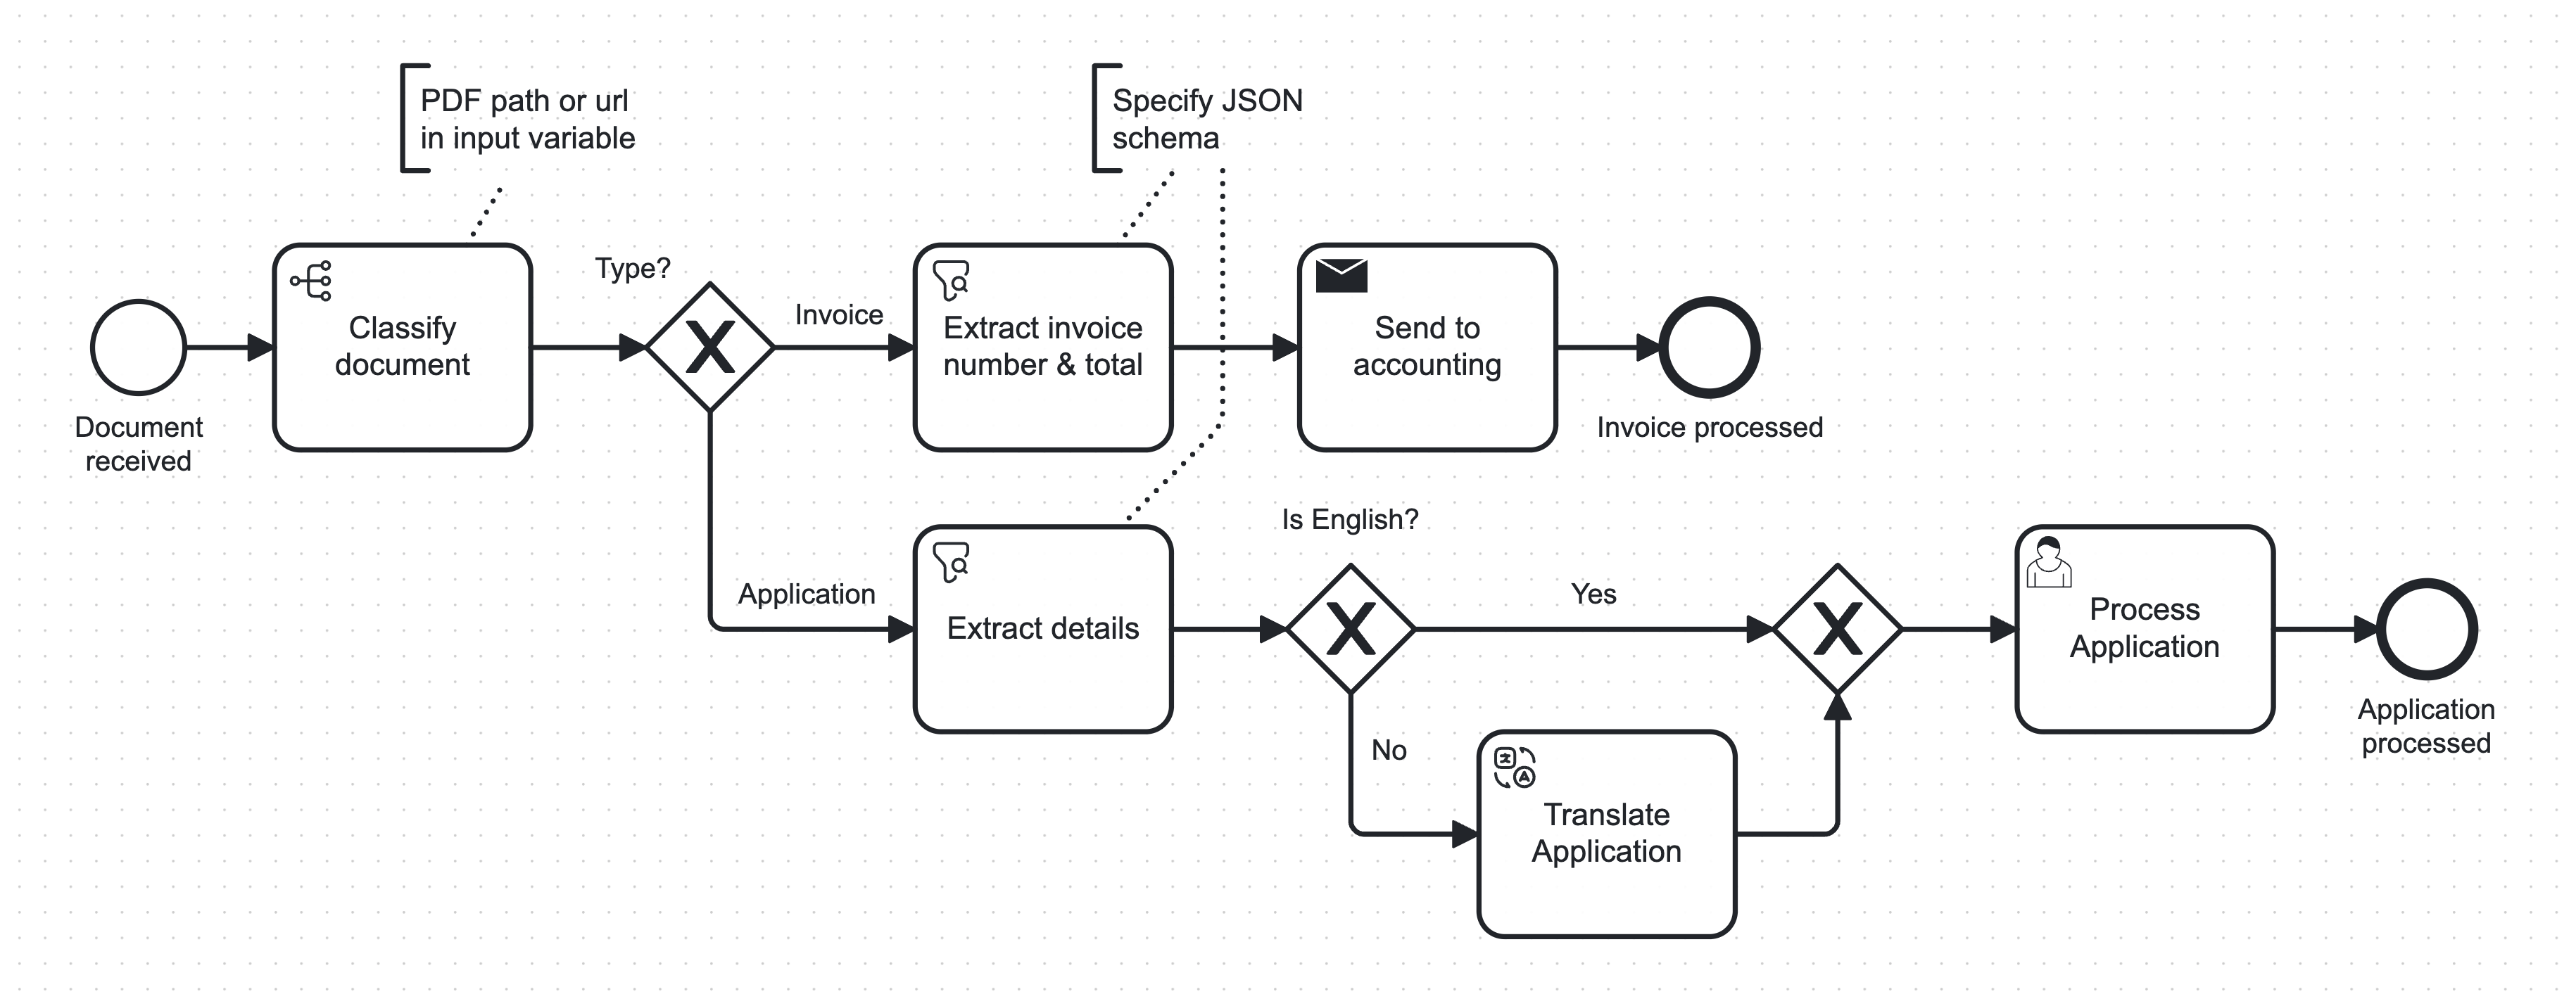 PDF path or url
in input variable
Specify JSON
schema
Document
received
Classify
document
Type?
Invoice
Extract invoice
number & total
Send to
accounting
Invoice processed
Application
Extract details
Is English?
Yes
No
Translate
Application
Process
Application
Application
processed